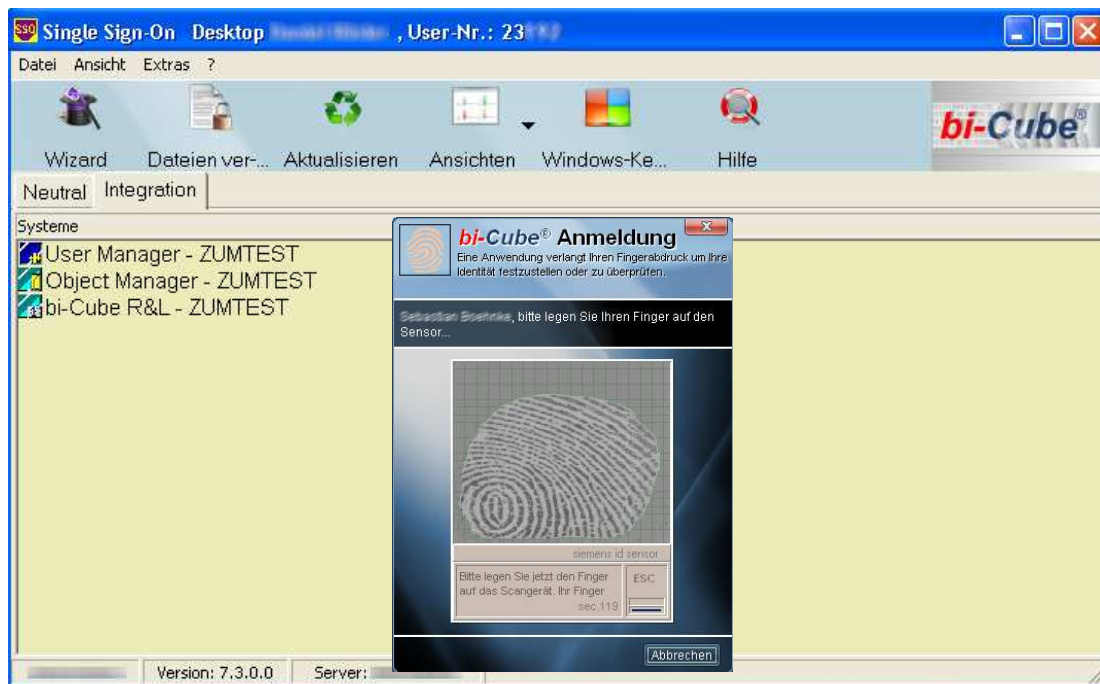 SSO Single Sign-On Desktop , User-Nr.: 23
Datei Ansicht Extras ?
Wizard Dateien ver-... Aktualisieren Ansichten Windows-Ke... Hilfe
bi-Cube®
Neutral Integration
Systeme
User Manager - ZUMTEST
Object Manager - ZUMTEST
bi-Cube R&L - ZUMTEST
bi-Cube® Anmeldung
Eine Anwendung verlangt Ihren Fingerabdruck um Ihre
Identität festzustellen oder zu überprüfen.
, bitte legen Sie Ihren Finger auf den
Sensor...
siemens id sensor
Bitte legen Sie jetzt den Finger
auf das Scangerät. Ihr Finger
sec.119
ESC
Abbrechen
Version: 7.3.0.0 Server: